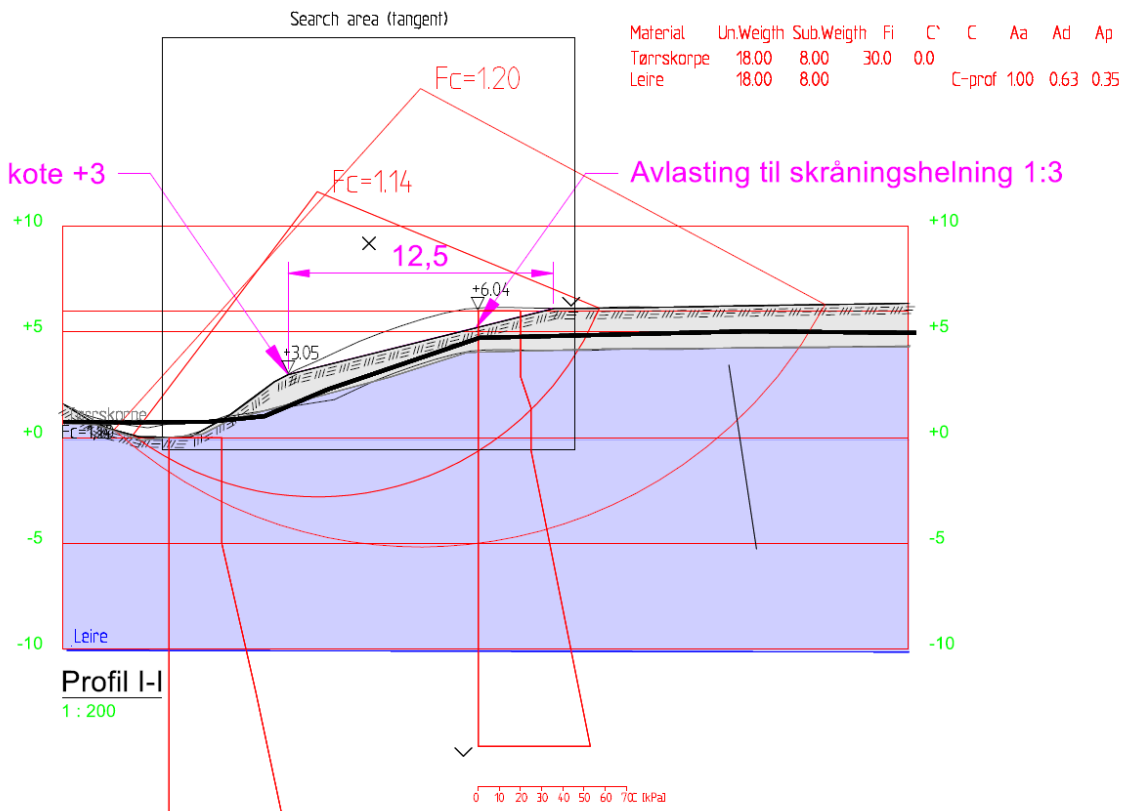 Search area (tangent)
Material Un.Weigth Sub.Weigth Fi C` C Aa Ad Ap
Tørrskorpe 18.00 8.00 30.0 0.0
Leire 18.00 8.00 C-prof 1.00 0.63 0.35
Fc=1.20
kote +3
Fc=1.14
Avlasting til skråningshelning 1:3
+10 +10
12,5
+6.04
+5 +5
+3.05
Tørrskorpe
+0 +0
-5 -5
Leire
-10 -10
Profil I-I
1 : 200
0 10 20 30 40 50 60 70 C [kPa]